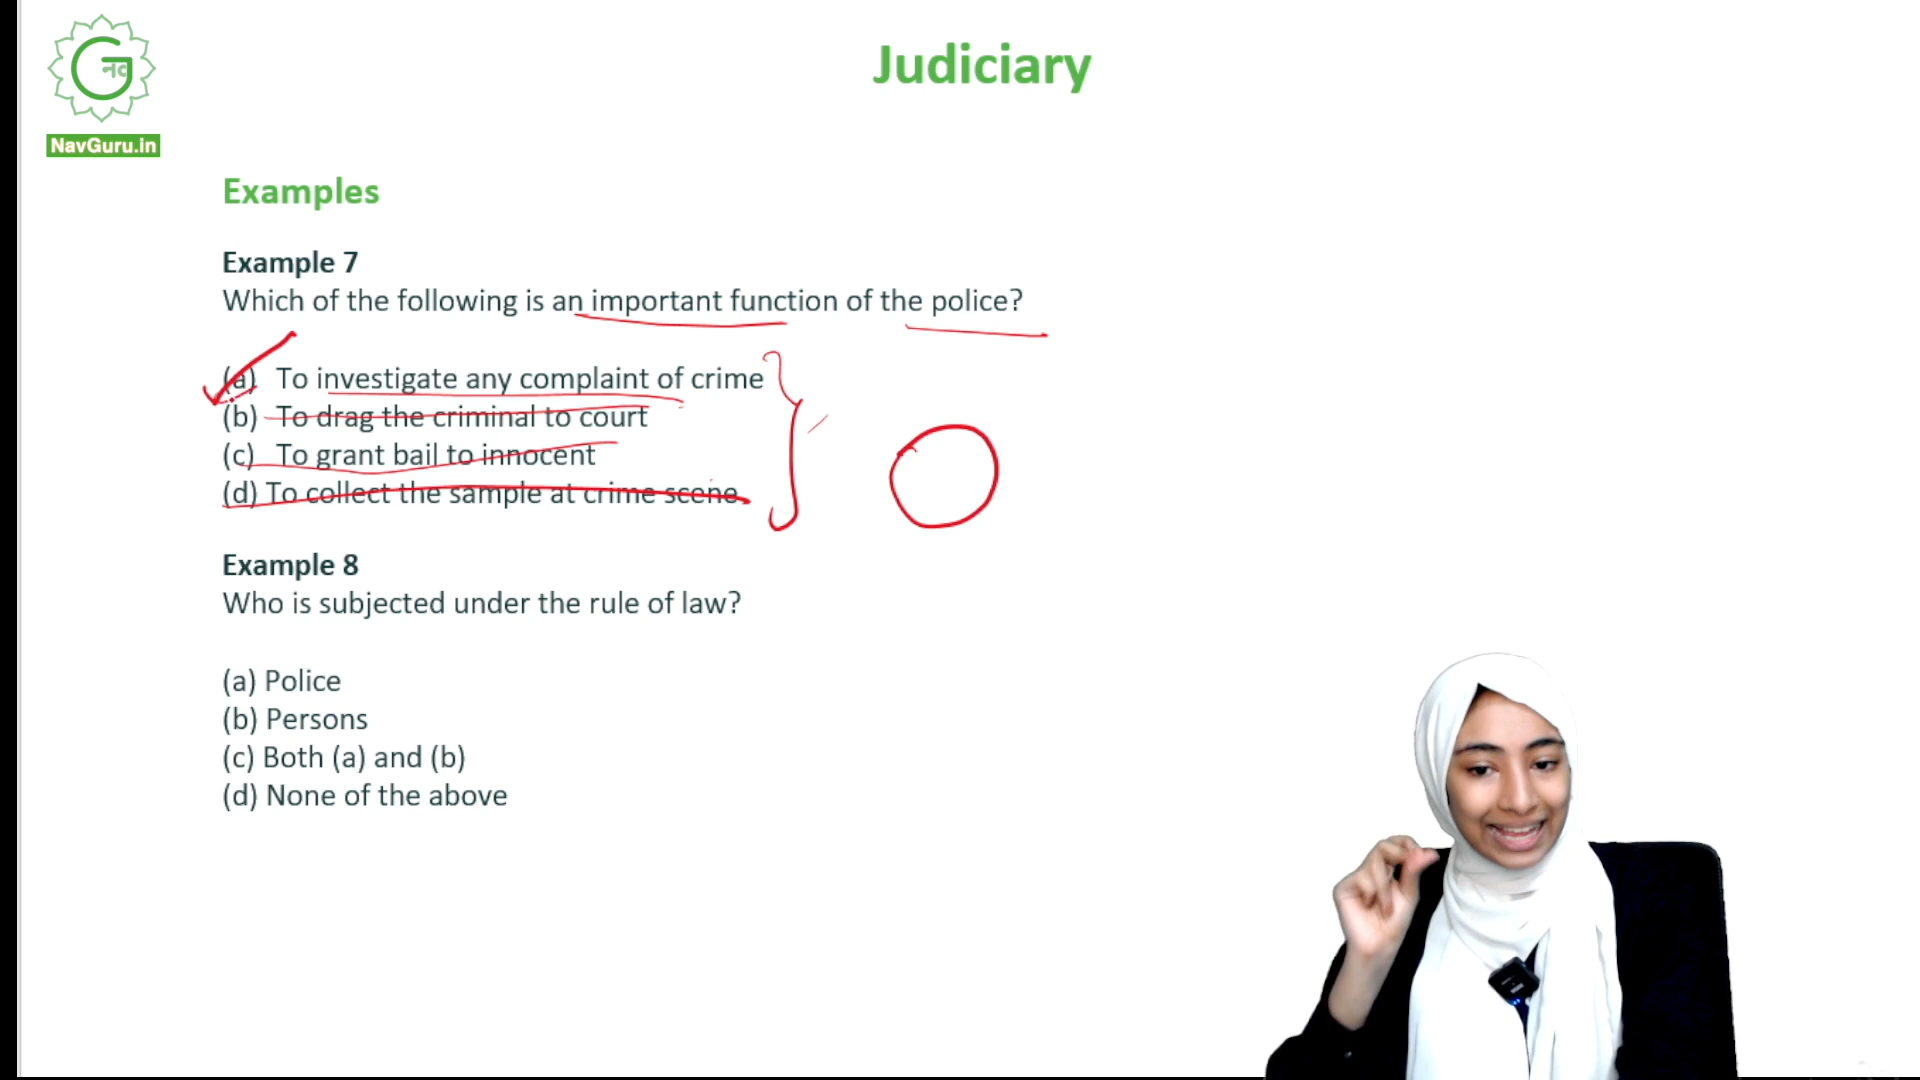 नव
NavGuru.in
Judiciary
Examples
Example 7
Which of the following is an important function of the police?
(a) To investigate any complaint of crime
(b) To drag the criminal to court
(c) To grant bail to innocent
(d) To collect the sample at crime scene
Example 8
Who is subjected under the rule of law?
(a) Police
(b) Persons
(c) Both (a) and (b)
(d) None of the above